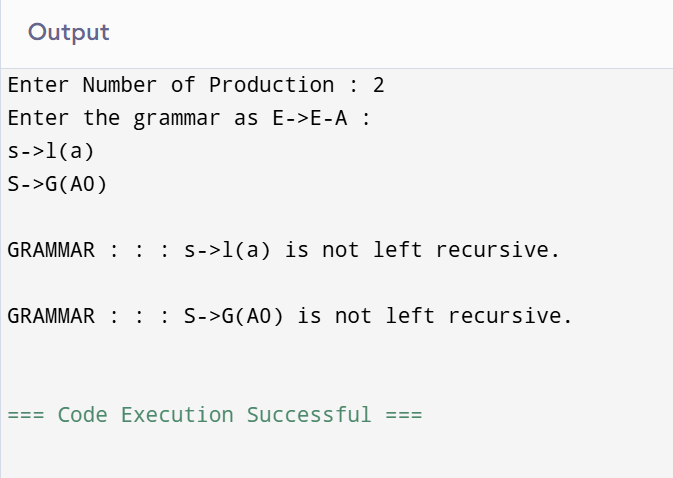 Output
Enter Number of Production : 2
Enter the grammar as E->E-A :
s->l(a)
S->G(AO)
GRAMMAR : : : s->l(a) is not left recursive.
GRAMMAR : : : S->G(AO) is not left recursive.
=== Code Execution Successful ===